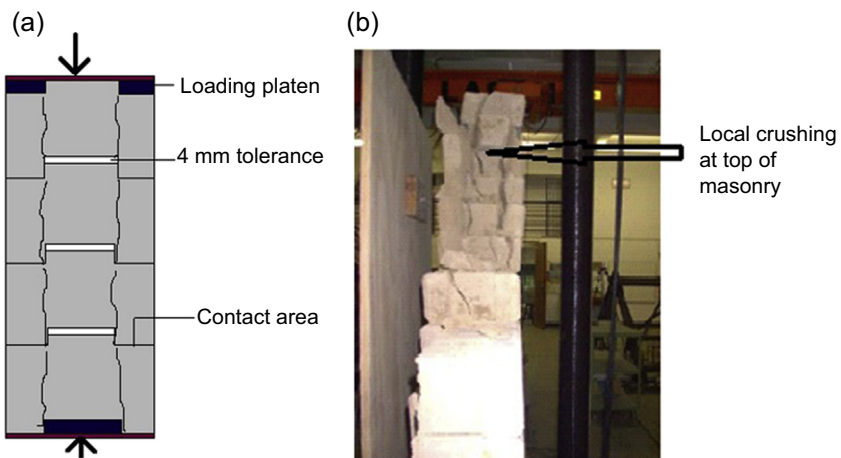 (a)
Loading platen
4 mm tolerance
Contact area
(b)
Local crushing
at top of
masonry